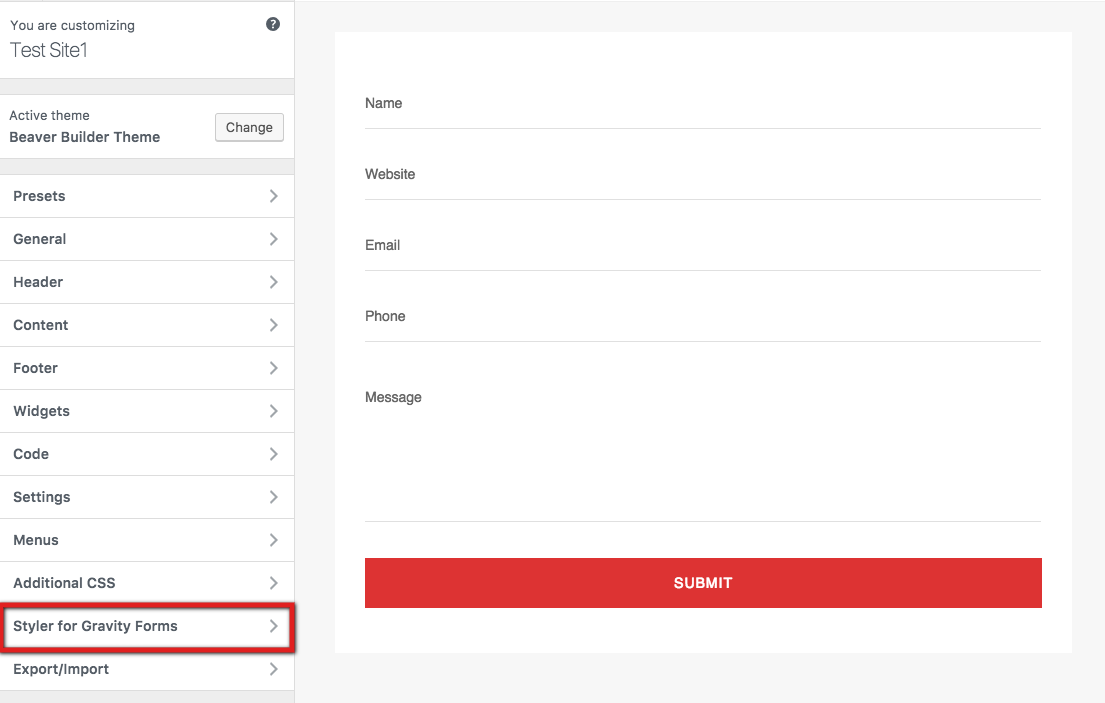 You are customizing
?
Test Site1
Active theme
Beaver Builder Theme
Change
Presets
General
Header
Content
Footer
Widgets
Code
Settings
Menus
Additional CSS
Styler for Gravity Forms
Export/Import
Name
Website
Email
Phone
Message
SUBMIT